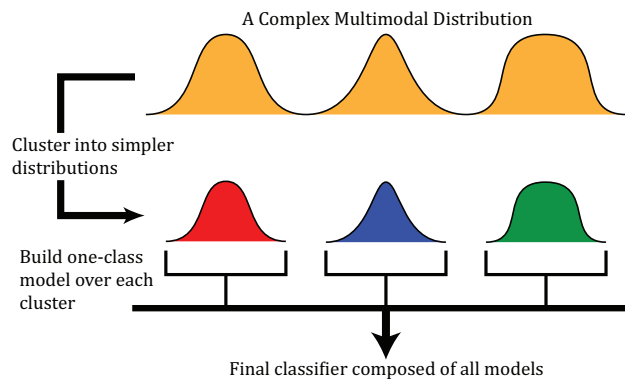 A Complex Multimodal Distribution
Cluster into simpler
distributions
Build one-class
model over each
cluster
Final classifier composed of all models